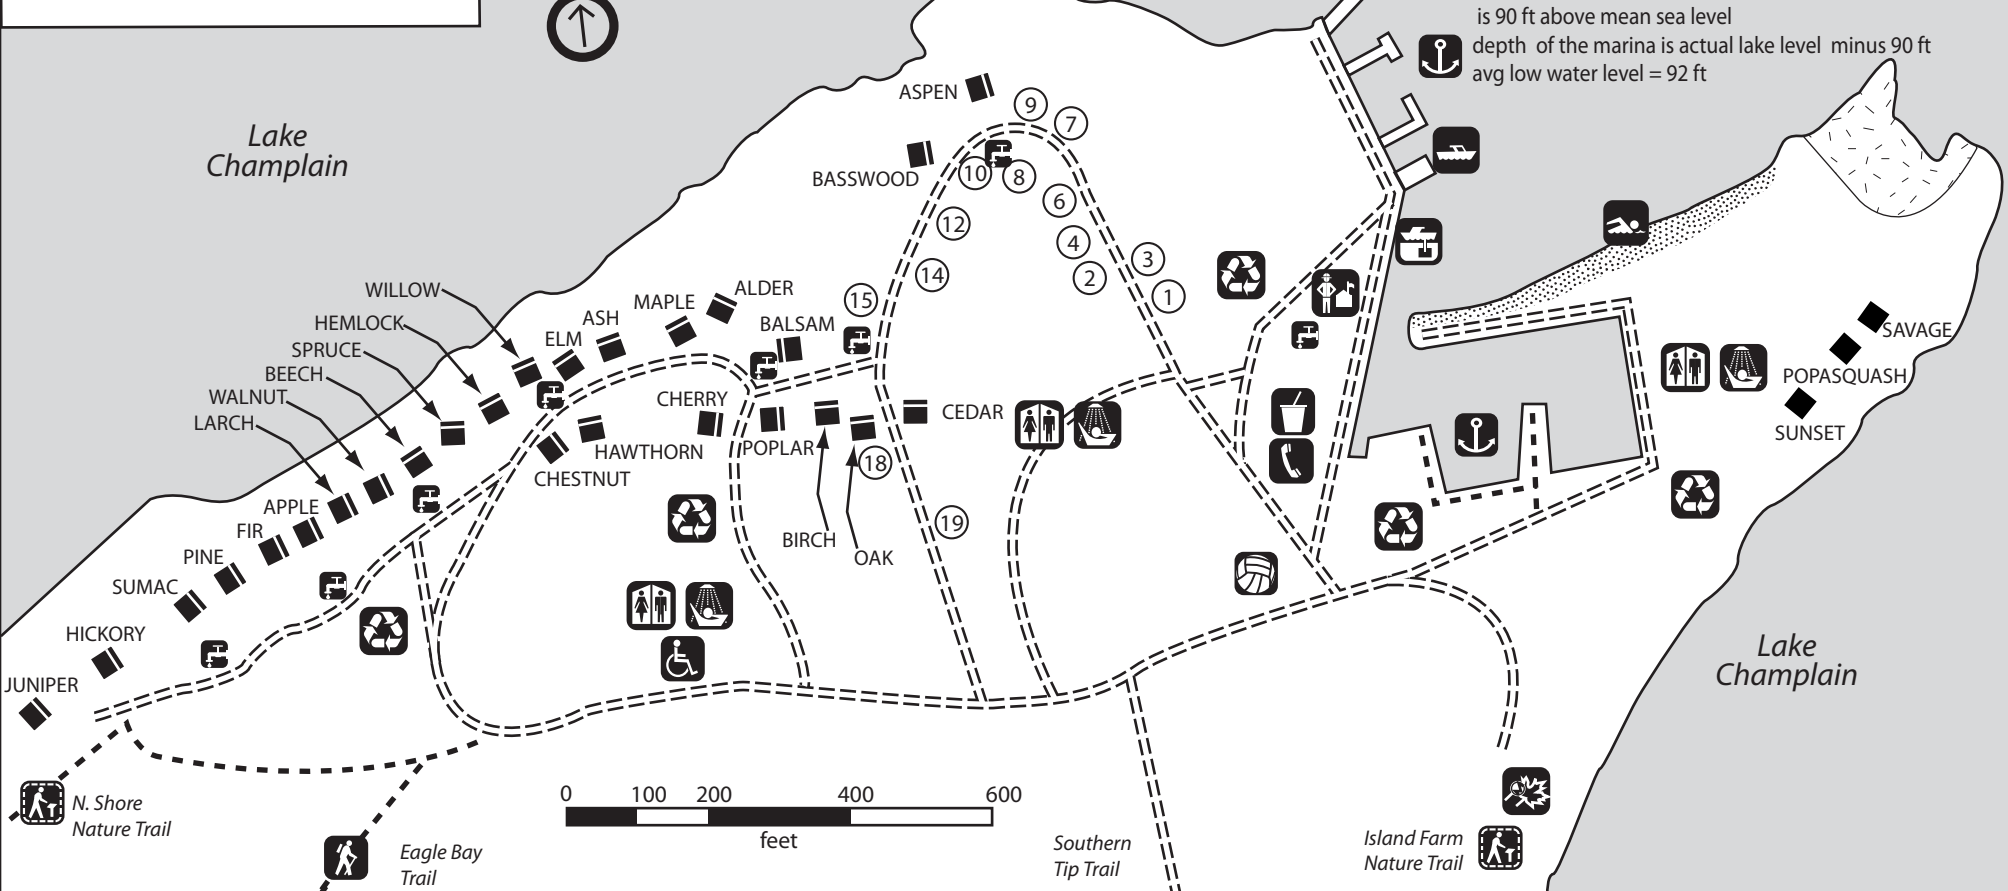 is 90 ft above mean sea level
depth of the marina is actual lake level minus 90 ft
avg low water level = 92 ft
Lake
Champlain
ASPEN
9
7
BASSWOOD
10
8
6
12
4
3
14
2
1
15
WILLOW
ALDER
MAPLE
HEMLOCK
ASH
BALSAM
ELM
SPRUCE
BEECH
WALNUT
LARCH
CHERRY
CEDAR
POPLAR
HAWTHORN
CHESTNUT
18
APPLE
FIR
19
BIRCH
OAK
PINE
SUMAC
HICKORY
JUNIPER
SAVAGE
POPASQUASH
SUNSET
Lake
Champlain
N. Shore
Nature Trail
Eagle Bay
Trail
0 100 200 400 600
feet
Southern
Tip Trail
Island Farm
Nature Trail